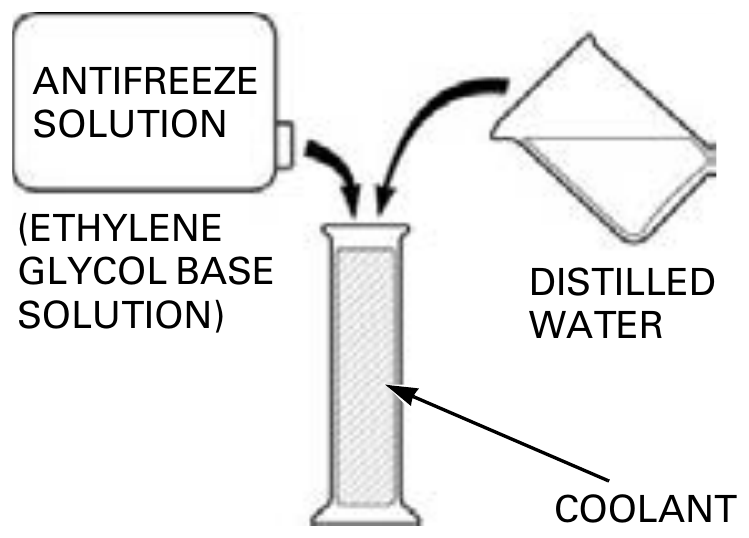 ANTIFREEZE
SOLUTION
(ETHYLENE
GLYCOL BASE
SOLUTION)
DISTILLED
WATER
COOLANT